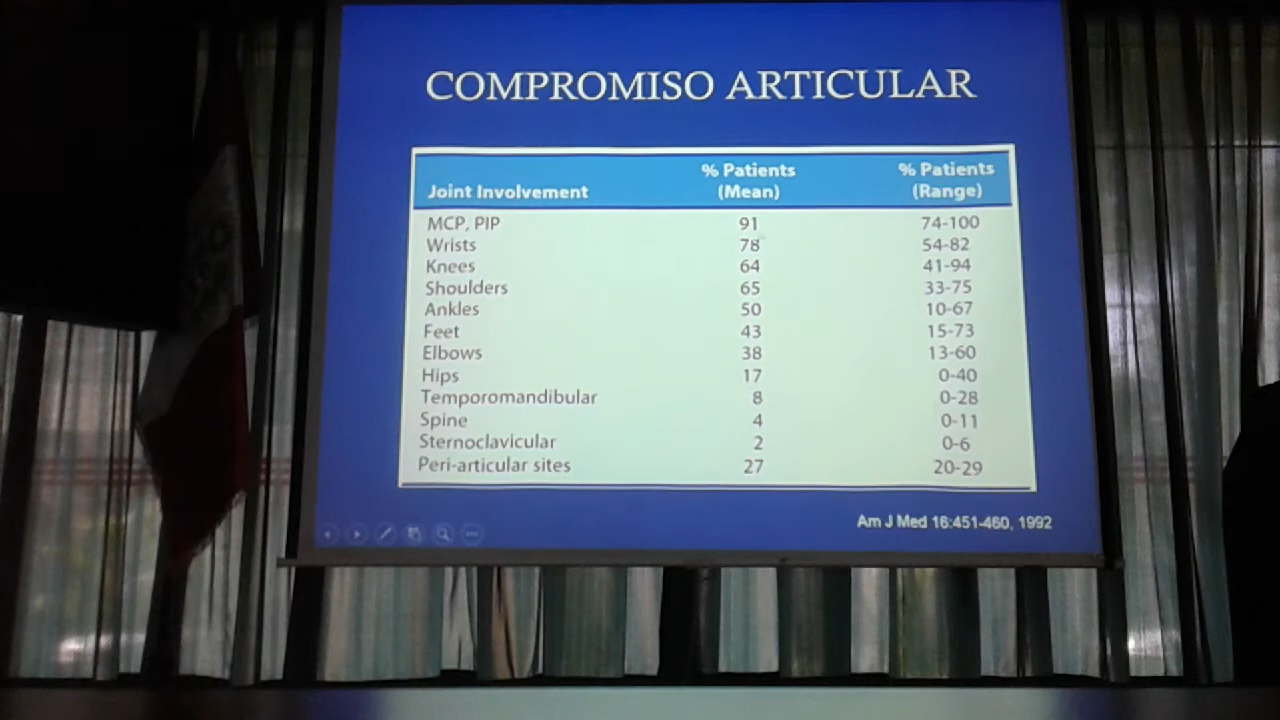 COMPROMISO ARTICULAR
Joint Involvement % Patients (Mean) % Patients (Range)
MCP, PIP 91 74-100
Wrists 78 54-82
Knees 64 41-94
Shoulders 65 33-75
Ankles 50 10-67
Feet 43 15-73
Elbows 38 13-60
Hips 17 0-40
Temporomandibular 8 0-28
Spine 4 0-11
Sternoclavicular 2 0-6
Peri-articular sites 27 20-29
Am J Med 16:451-460, 1992